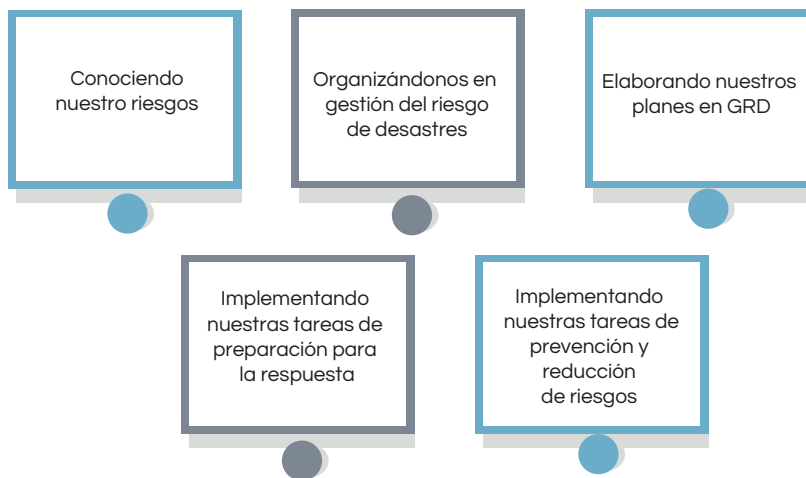 Conociendo
nuestro riesgos
Organizándonos en
gestión del riesgo
de desastres
Elaborando nuestros
planes en GRD
Implementando
nuestras tareas de
preparación para
la respuesta
Implementando
nuestras tareas de
prevención y
reducción
de riesgos